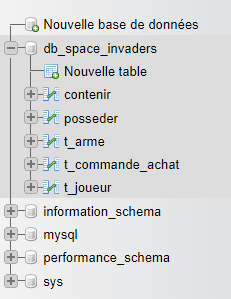 Nouvelle base de données
db_space_invaders
Nouvelle table
contenir
posseder
t_arme
t_commande_achat
t_joueur
information_schema
mysql
performance_schema
sys